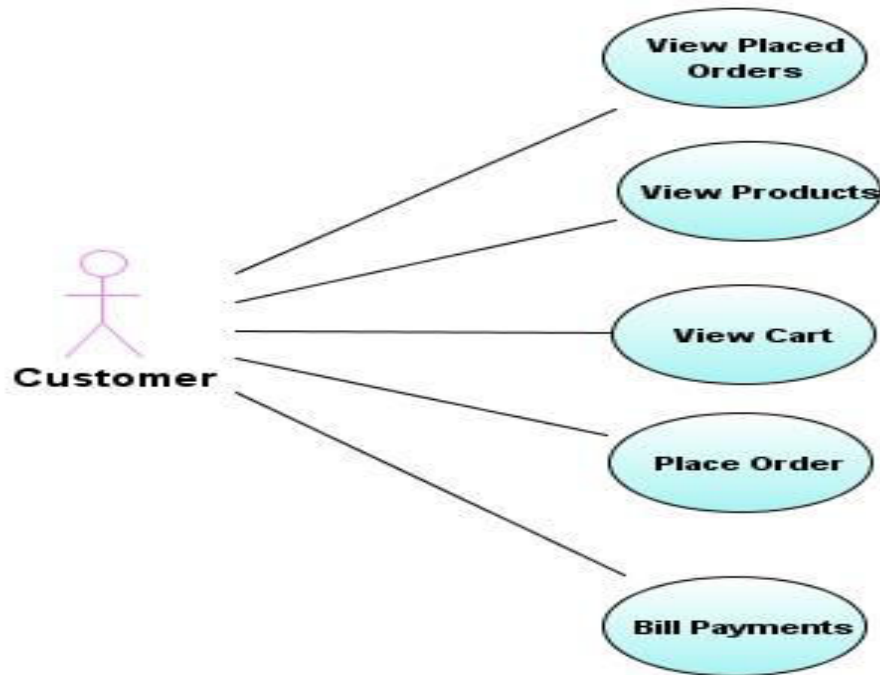 View Placed
Orders
View Products
View Cart
Customer
Place Order
Bill Payments